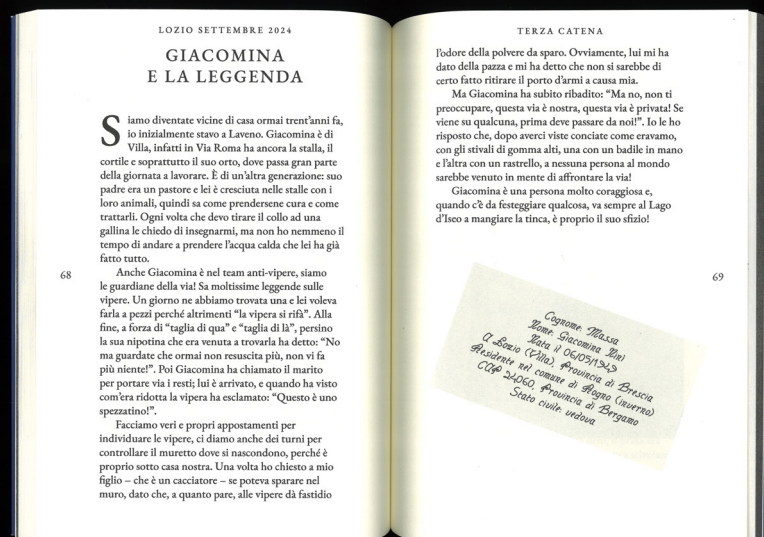 LOZIO SETTEMBRE 2024
GIACOMINA
E LA LEGGENDA
Siamo diventate vicine di casa ormai trent'anni fa,
io inizialmente stavo a Laveno. Giacomina è di
Villa, infatti in Via Roma ha ancora la stalla, il
cortile e soprattutto il suo orto, dove passa gran parte
della giornata a lavorare. È di un'altra generazione: suo
padre era un pastore e lei è cresciuta nelle stalle con i
loro animali, quindi sa come prendersene cura e come
trattarli. Ogni volta che devo tirare il collo ad una
gallina le chiedo di insegnarmi, ma non ho nemmeno il
tempo di andare a prendere l'acqua calda che lei ha già
fatto tutto.
Anche Giacomina è nel team anti-vipere, siamo
le guardiane della via! Sa moltissime leggende sulle
vipere. Un giorno ne abbiamo trovata una e lei voleva
farla a pezzi perché altrimenti “la vipera si rifà”. Alla
fine, a forza di “taglia di qua” e “taglia di là”, persino
la sua nipotina che era venuta a trovarla ha detto: “No
ma guardate che ormai non resuscita più, non vi fa
più niente!”. Poi Giacomina ha chiamato il marito
per portare via i resti; lui è arrivato, e quando ha visto
com'era ridotta la vipera ha esclamato: “Questo è uno
spezzatino!”.
Facciamo veri e propri appostamenti per
individuare le vipere, ci diamo anche dei turni per
controllare il muretto dove si nascondono, perché è
proprio sotto casa nostra. Una volta ho chiesto a mio
figlio – che è un cacciatore – se poteva sparare nel
muro, dato che, a quanto pare, alle vipere dà fastidio
68
TERZA CATENA
l'odore della polvere da sparo. Ovviamente, lui mi ha
dato della pazza e mi ha detto che non si sarebbe di
certo fatto ritirare il porto d'armi a causa mia.
Ma Giacomina ha subito ribadito: “Ma no, non ti
preoccupare, questa via è nostra, questa via è privata! Se
viene su qualcuna, prima deve passare da noi!”. Io le ho
risposto che, dopo averci viste conciate come eravamo,
con gli stivali di gomma alti, una con un badile in mano
e l'altra con un rastrello, a nessuna persona al mondo
sarebbe venuto in mente di affrontare la via!
Giacomina è una persona molto coraggiosa e,
quando c'è da festeggiare qualcosa, va sempre al Lago
d'Iseo a mangiare la tinca, è proprio il suo sfizio!
69
Cognome: Massa
Nome: Giacomina Nini
Nata il 06/05/1949
A Lozio (Villa), Provincia di Brescia
Residente nel comune di Rogno (inverno)
CAP 24060, Provincia di Bergamo
Stato civile: vedova